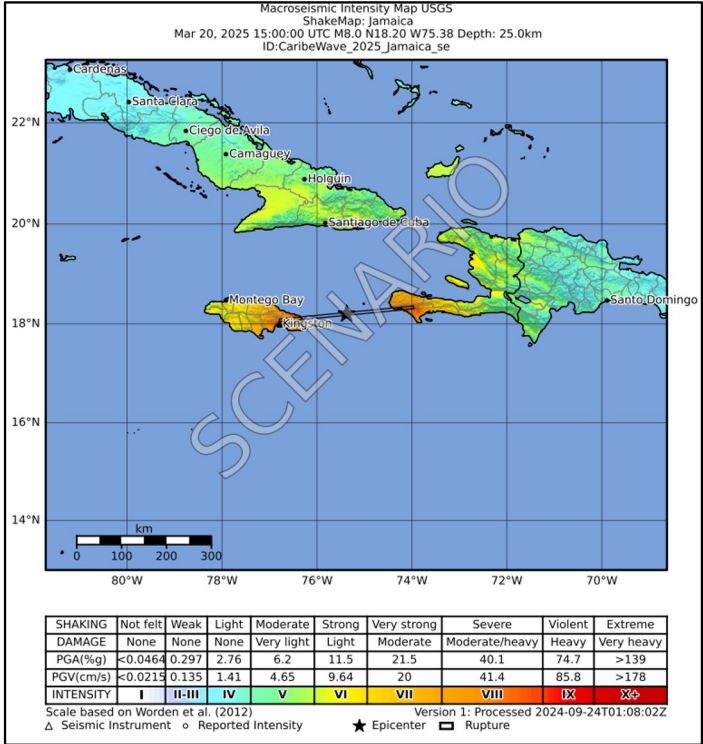 Macroseismic Intensity Map USGS
ShakeMap: Jamaica
Mar 20, 2025 15:00:00 UTC M8.0 N18.20 W75.38 Depth: 25.0km
ID:CaribeWave_2025_Jamaica_se
Cardenas
Santa Clara
Ciego de Avila
22°N
Camaguey
Holguin
20°N
Santiago de Cuba
Montego Bay
Santo Domingo
18°N
Kingston
SCENARIO
16°N
14°N
km
0 100 200 300
80°W 78°W 76°W 74°W 72°W 70°W
SHAKING Not felt Weak Light Moderate Strong Very strong Severe Violent Extreme
DAMAGE None None None Very light Light Moderate Moderate/heavy Heavy Very heavy
PGA(%g) <0.0464 0.297 2.76 6.2 11.5 21.5 40.1 74.7 >139
PGV(cm/s) <0.0215 0.135 1.41 4.65 9.64 20 41.4 85.8 >178
INTENSITY I II-III IV V VI VII VIII IX X+
Scale based on Worden et al. (2012) Version 1: Processed 2024-09-24T01:08:02Z
△ Seismic Instrument ○ Reported Intensity ★ Epicenter ▭ Rupture